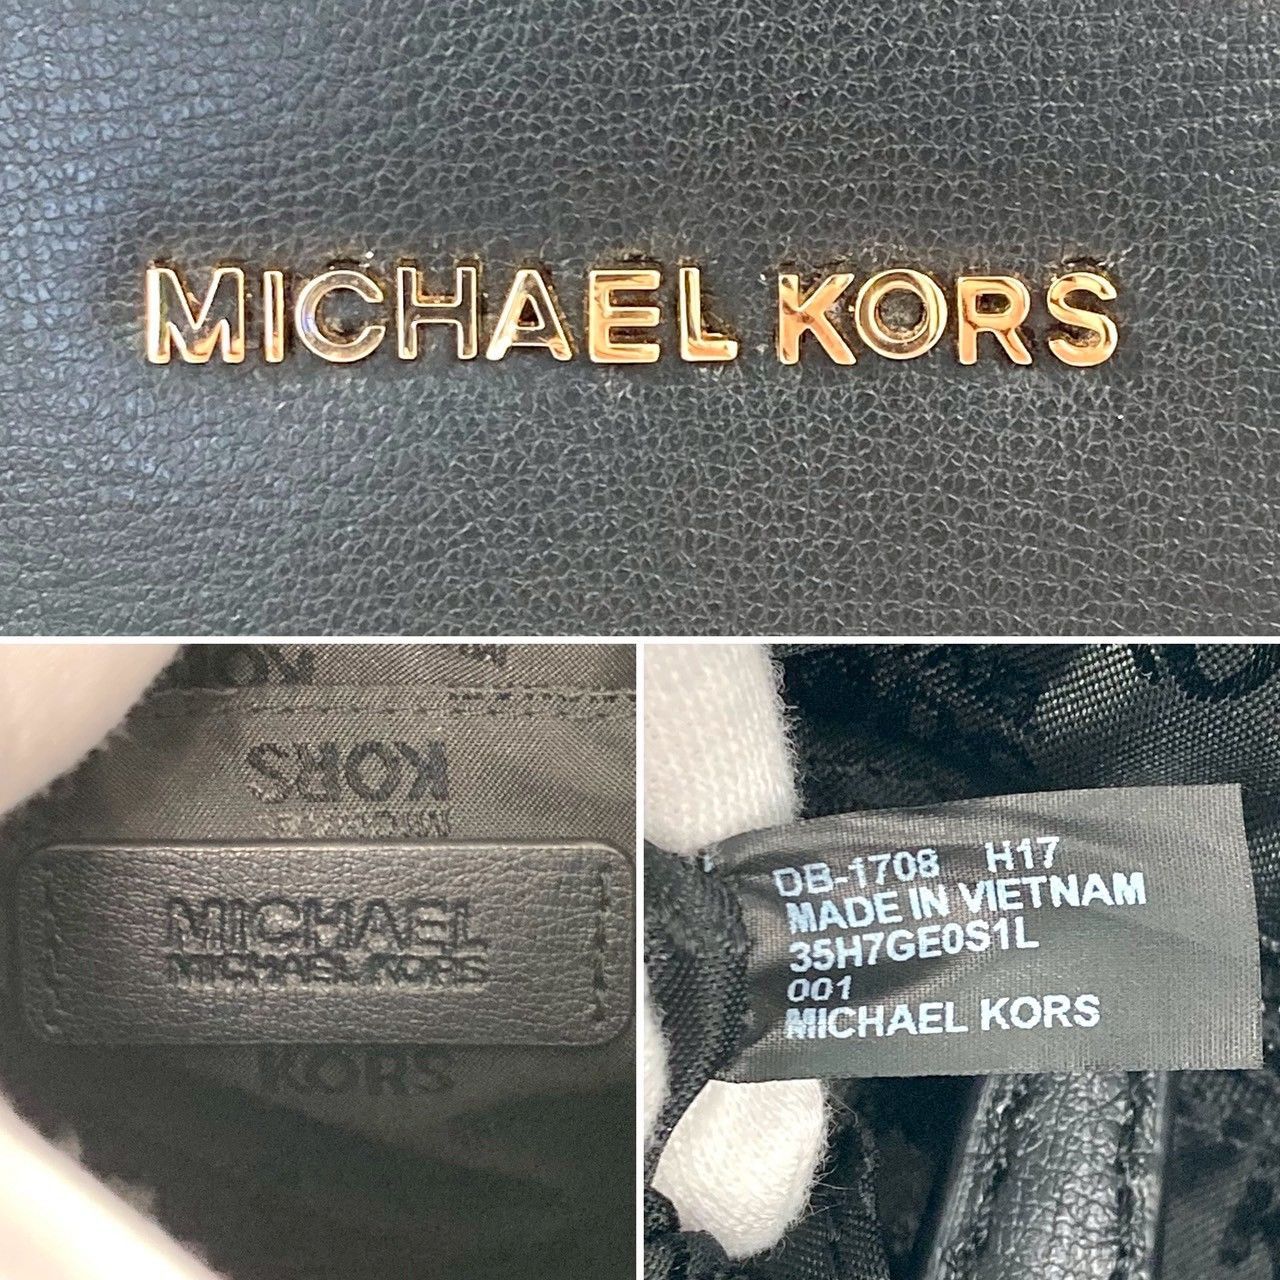 MICHAEL KORS
KORS
MICHAEL
MICHAEL KORS
KORS
DB-1708 H17
MADE IN VIETNAM
35H7GE0S1L
001
MICHAEL KORS